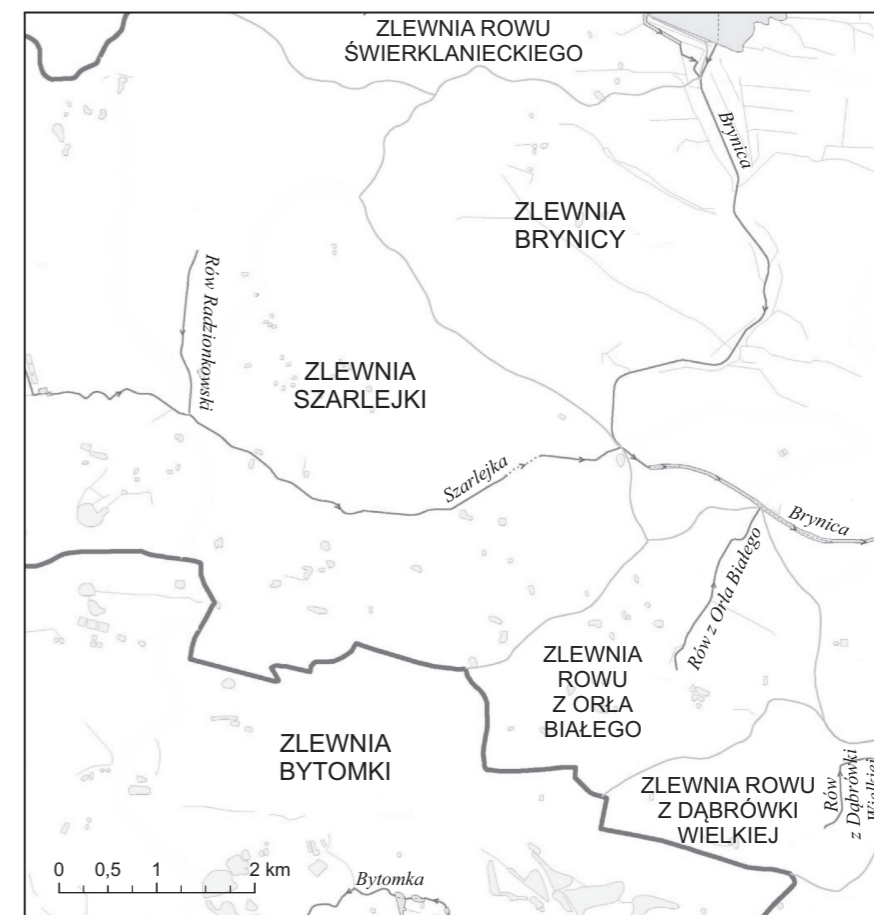 ZLEWNIA ROWU
ŚWIERKLANIECKIEGO
Brynica
ZLEWNIA
BRYNICY
Rów Radzionkowski
ZLEWNIA
SZARLEJKI
Szarlejka
Brynica
Rów z Orła Białego
ZLEWNIA
ROWU
Z ORŁA
BIAŁEGO
ZLEWNIA
BYTOMKI
ZLEWNIA ROWU
Z DĄBRÓWKI
WIELKIEJ
Rów
z Dąbrówki
Wielkiej
0 0,5 1 2 km
Bytomka